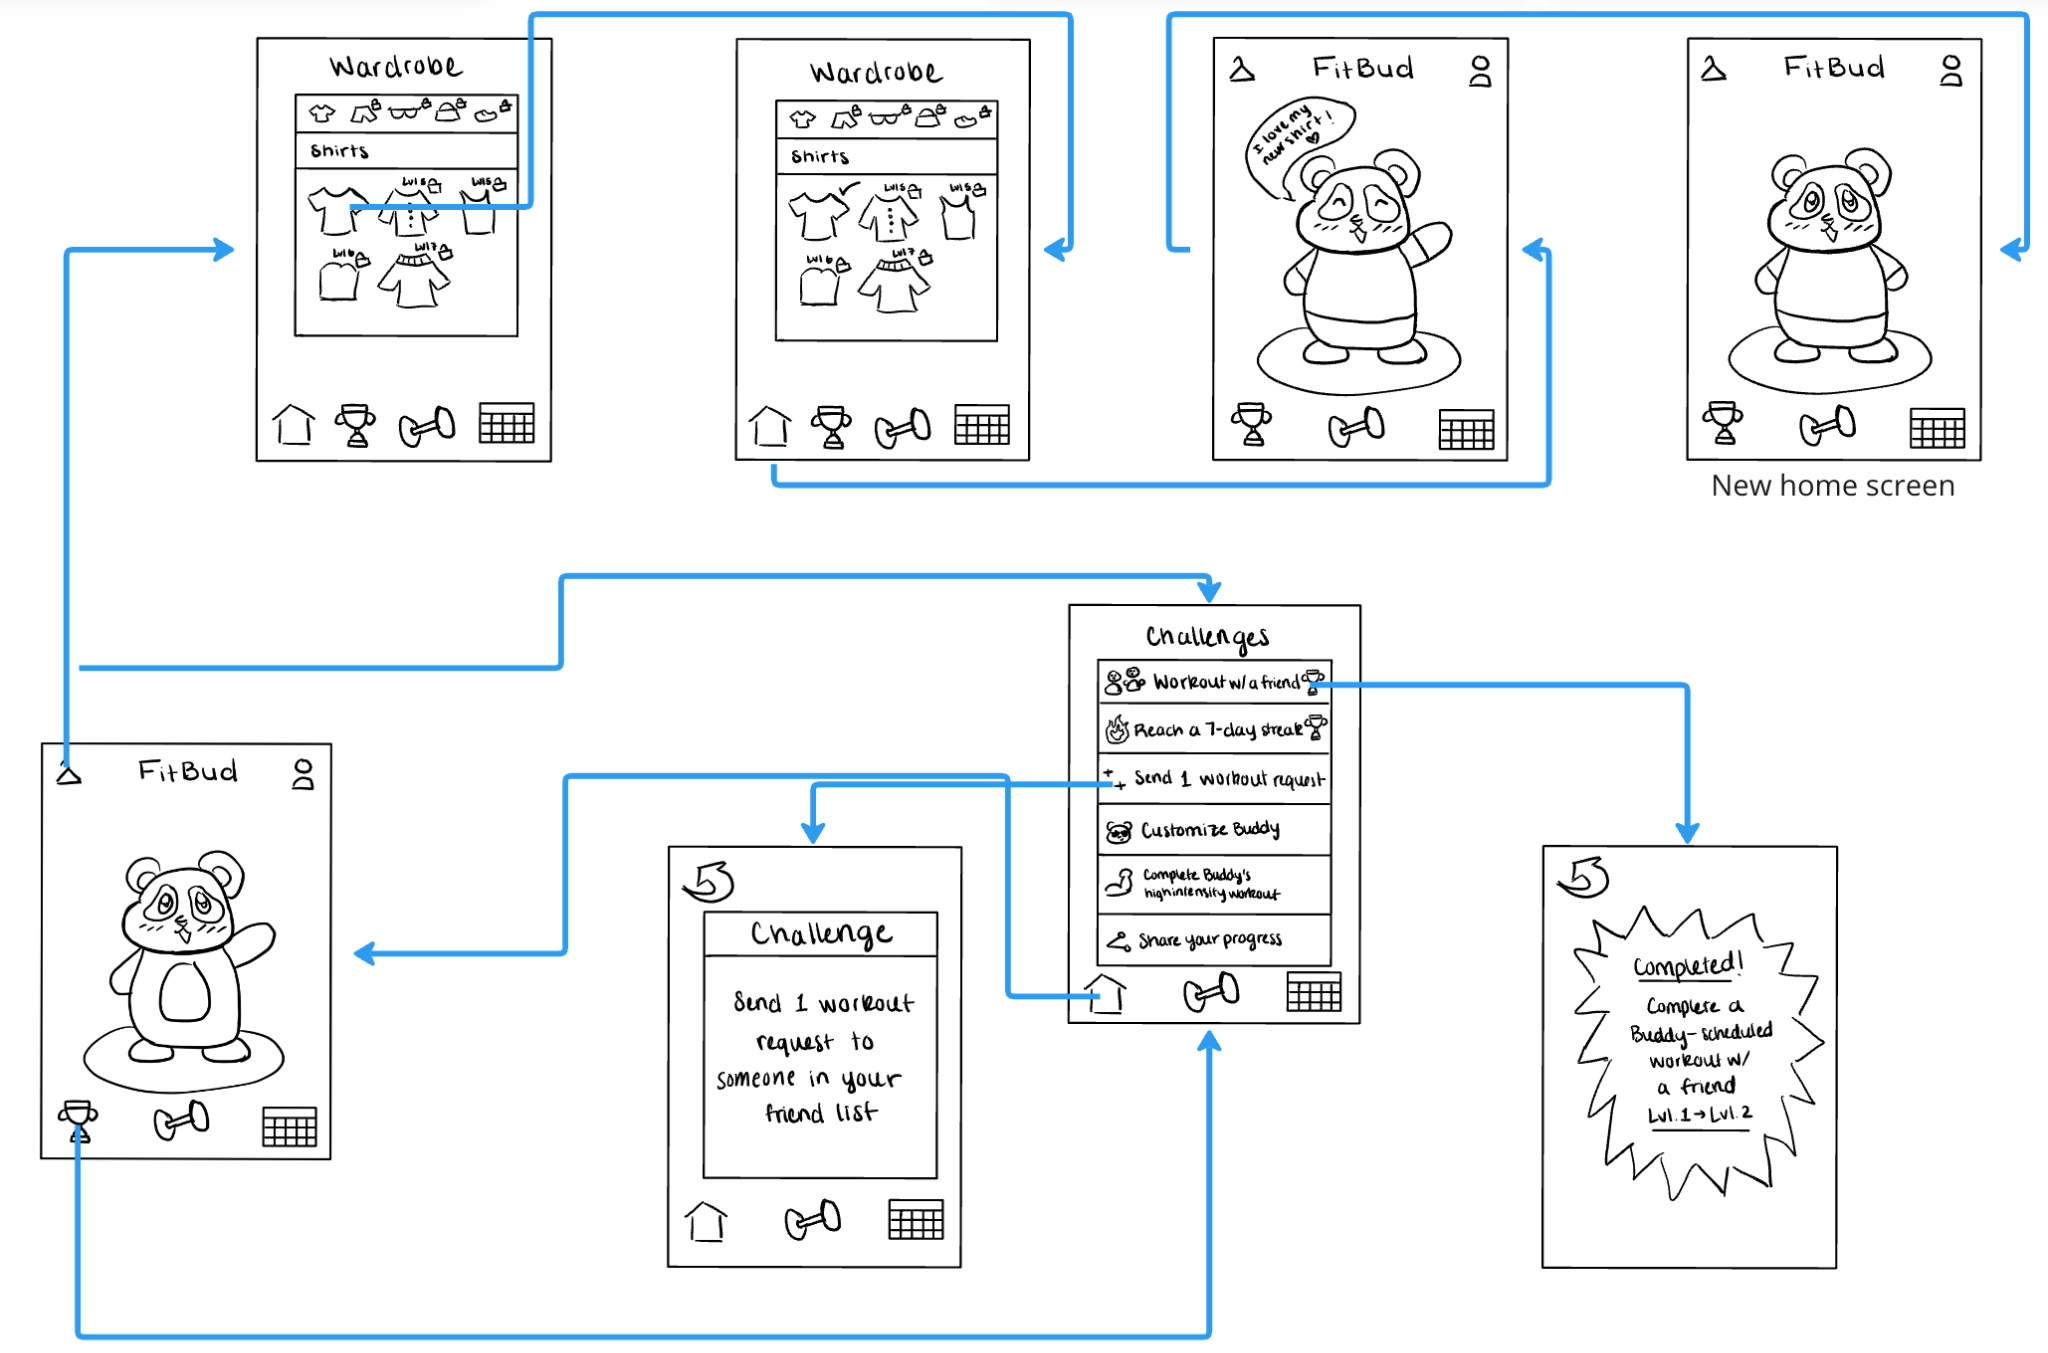 Wardrobe
Shirts
Lvl5
Lvl5
Lvl6
Lvl7
Wardrobe
Shirts
Lvl5
Lvl5
Lvl6
Lvl7
FitBud
I love my
new shirt!
FitBud
New home screen
FitBud
Challenges
Workout w/ a friend
Reach a 7-day streak
Send 1 workout request
Customize Buddy
Complete Buddy's
high intensity workout
Share your progress
Challenge
Send 1 workout
request to
someone in your
friend list
Completed!
Complete a
Buddy-scheduled
workout w/
a friend
Lvl.1→Lvl.2